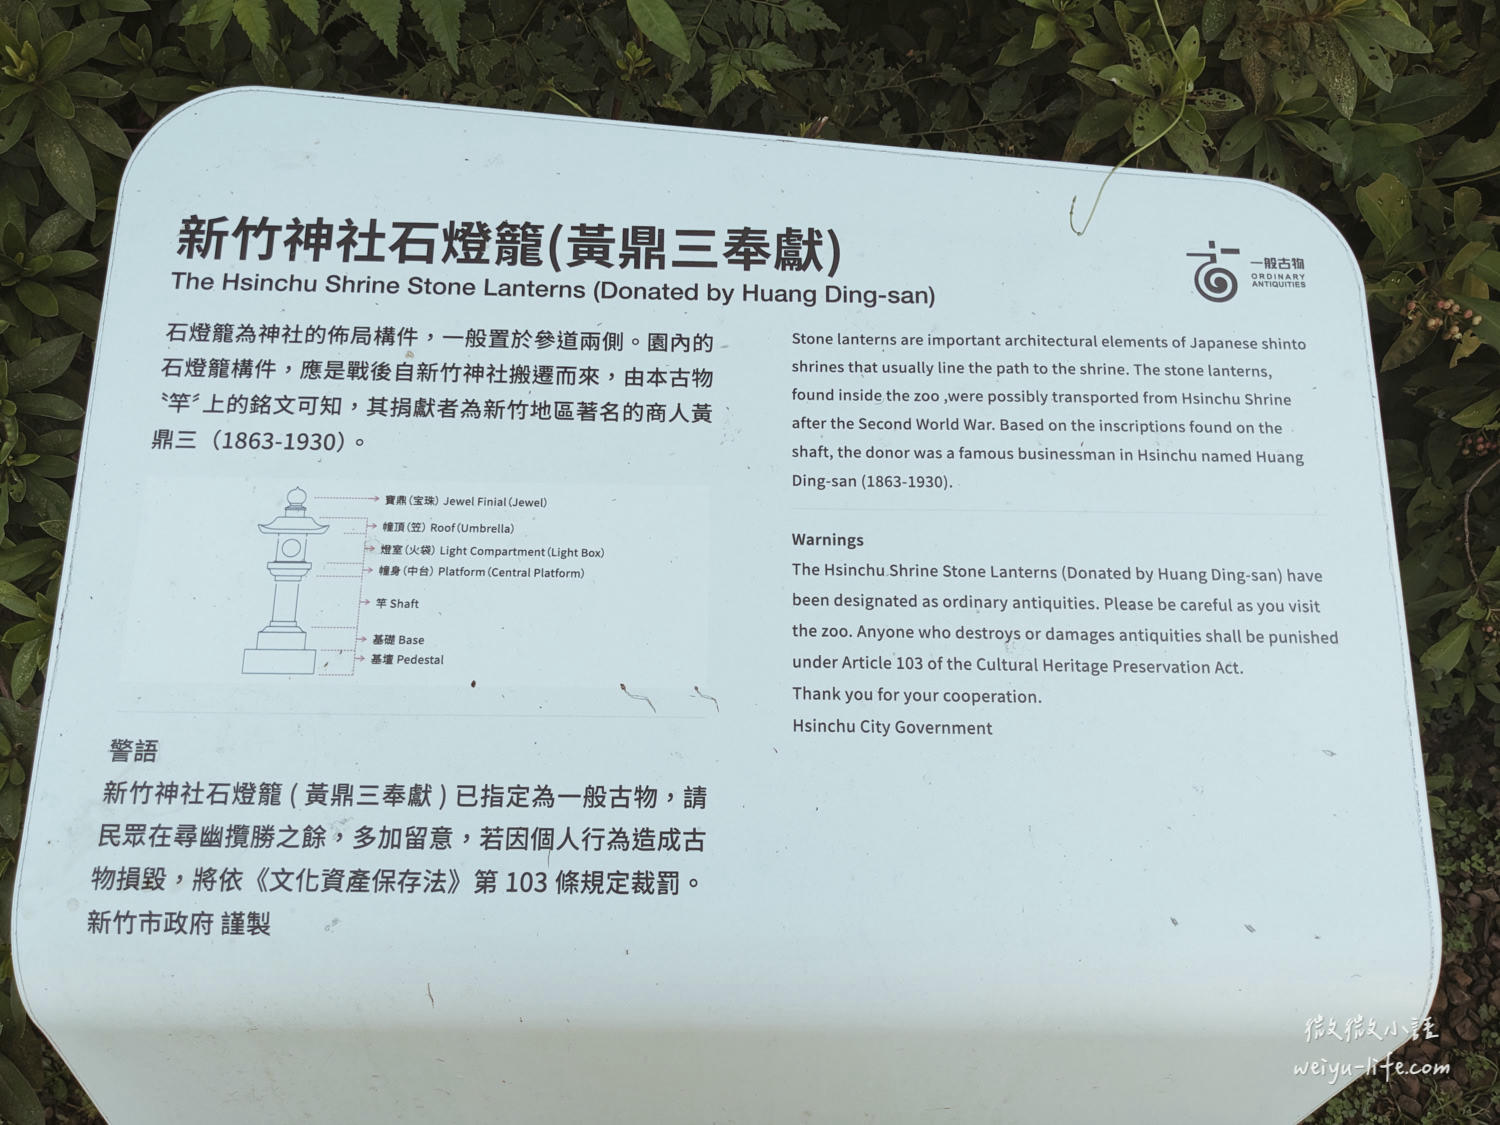 新竹神社石燈籠(黃鼎三奉獻)
The Hsinchu Shrine Stone Lanterns (Donated by Huang Ding-san)
一般古物
ORDINARY
ANTIQUITIES
石燈籠為神社的佈局構件，一般置於參道兩側。園內的
石燈籠構件，應是戰後自新竹神社搬遷而來，由本古物
〝竿〞上的銘文可知，其捐獻者為新竹地區著名的商人黃
鼎三（1863-1930）。
寶鼎(宝珠) Jewel Finial(Jewel)
幢頂(笠) Roof(Umbrella)
燈室(火袋) Light Compartment(Light Box)
幢身(中台) Platform(Central Platform)
竿 Shaft
基礎 Base
基壇 Pedestal
警語
新竹神社石燈籠 ( 黃鼎三奉獻 ) 已指定為一般古物，請
民眾在尋幽攬勝之餘，多加留意，若因個人行為造成古
物損毀，將依《文化資產保存法》第 103 條規定裁罰。
新竹市政府 謹製
Stone lanterns are important architectural elements of Japanese shinto
shrines that usually line the path to the shrine. The stone lanterns,
found inside the zoo ,were possibly transported from Hsinchu Shrine
after the Second World War. Based on the inscriptions found on the
shaft, the donor was a famous businessman in Hsinchu named Huang
Ding-san (1863-1930).
Warnings
The Hsinchu Shrine Stone Lanterns (Donated by Huang Ding-san) have
been designated as ordinary antiquities. Please be careful as you visit
the zoo. Anyone who destroys or damages antiquities shall be punished
under Article 103 of the Cultural Heritage Preservation Act.
Thank you for your cooperation.
Hsinchu City Government
微微小語
weiyu-life.com